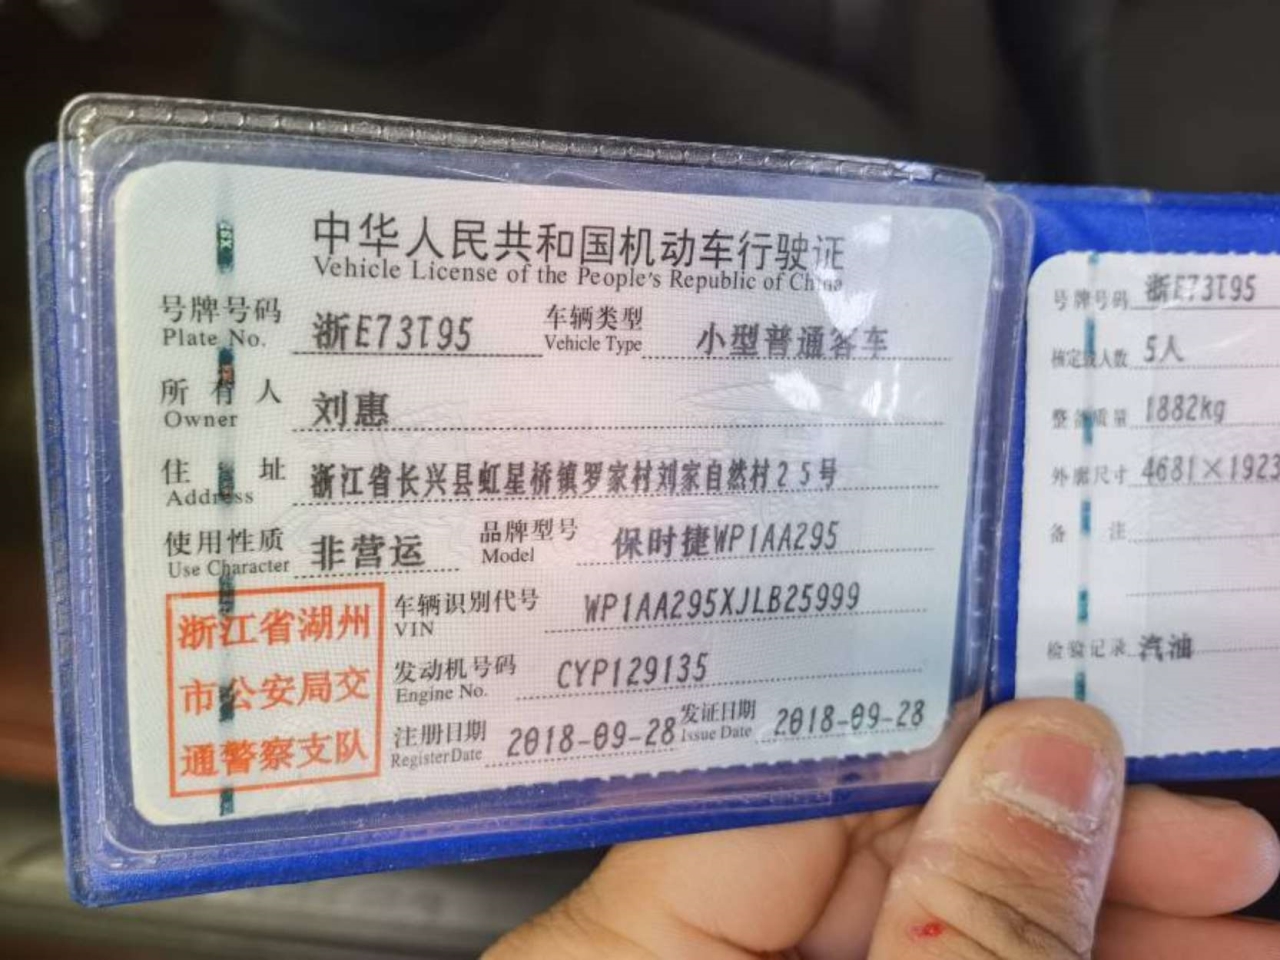 中华人民共和国机动车行驶证
Vehicle License of the People's Republic of China
号牌号码 浙E73T95 车辆类型 小型普通客车
Plate No. Vehicle Type
所有人 刘惠
Owner
住址 浙江省长兴县虹星桥镇罗家村刘家自然村25号
Address
使用性质 非营运 品牌型号 保时捷WP1AA295
Use Character Model
浙江省湖州
市公安局交
通警察支队
车辆识别代号 WP1AA295XJLB25999
VIN
发动机号码 CYP129135
Engine No.
注册日期 2018-09-28 发证日期 2018-09-28
Register Date Issue Date
号牌号码 浙E73T95
核定载人数 5人
整备质量 1882kg
外廓尺寸 4681×1923
备注
检验记录 汽油